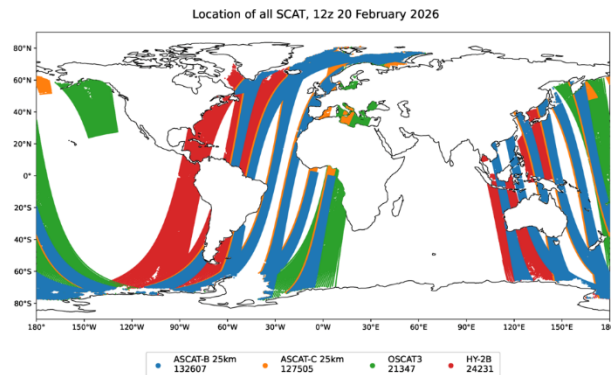 Location of all SCAT, 12z 20 February 2026
80°N
60°N
40°N
20°N
0°
20°S
40°S
60°S
80°S
180° 150°W 120°W 90°W 60°W 30°W 0°W 30°E 60°E 90°E 120°E 150°E 180°
ASCAT-B 25km ASCAT-C 25km OSCAT3 HY-2B
132607 127505 21347 24231